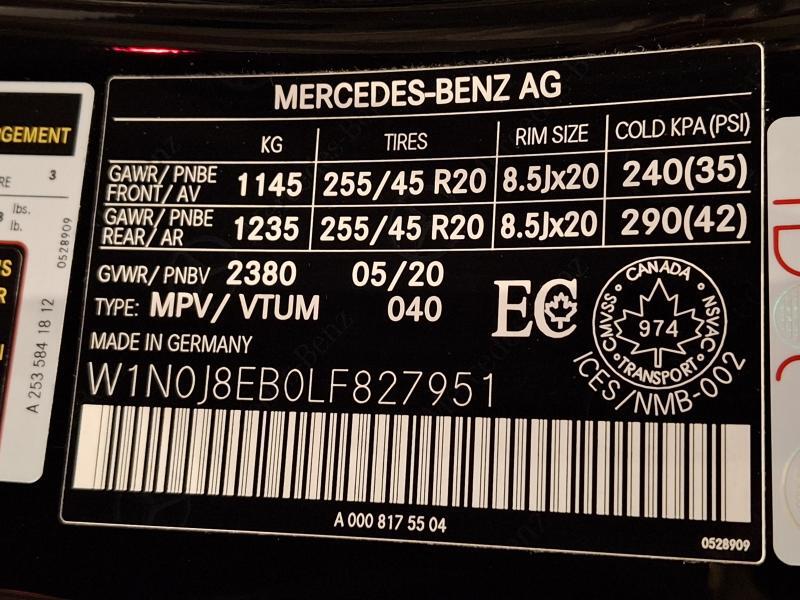 MERCEDES-BENZ AG
KG TIRES RIM SIZE COLD KPA (PSI)
GAWR/ PNBE FRONT/ AV 1145 255/45 R20 8.5Jx20 240(35)
GAWR/ PNBE REAR/ AR 1235 255/45 R20 8.5Jx20 290(42)
GVWR/ PNBV 2380 05/20
TYPE: MPV/ VTUM 040
MADE IN GERMANY
W1N0J8EB0LF827951
EC
CANADA
CMVSS 974 NSVAC
TRANSPORT
ICES/NMB-002
A 000 817 55 04
0528909
RGEMENT
3
lbs.
lb.
0528909
A 253 584 18 12